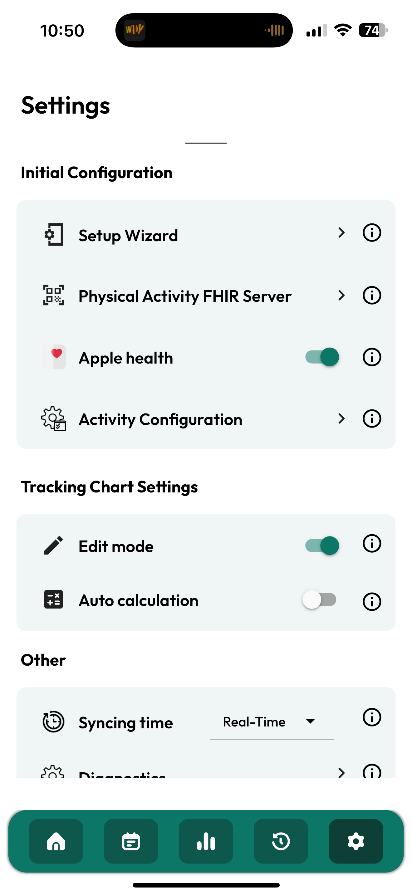 10:50
74
Settings
Initial Configuration
Setup Wizard
Physical Activity FHIR Server
Apple health
Activity Configuration
Tracking Chart Settings
Edit mode
Auto calculation
Other
Syncing time Real-Time
Diagnostics